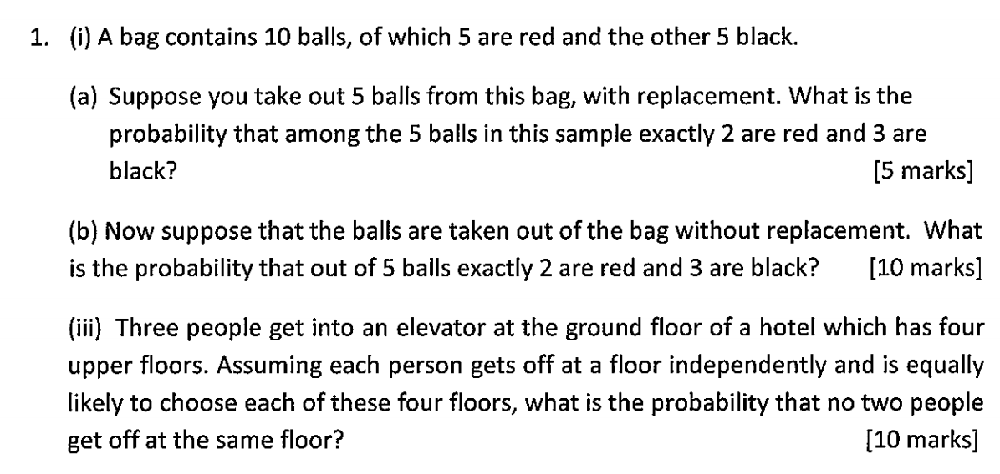 1. (i) A bag contains 10 balls, of which 5 are red and the other 5 black.
(a) Suppose you take out 5 balls from this bag, with replacement. What is the
probability that among the 5 balls in this sample exactly 2 are red and 3 are
black? [5 marks]
(b) Now suppose that the balls are taken out of the bag without replacement. What
is the probability that out of 5 balls exactly 2 are red and 3 are black? [10 marks]
(iii) Three people get into an elevator at the ground floor of a hotel which has four
upper floors. Assuming each person gets off at a floor independently and is equally
likely to choose each of these four floors, what is the probability that no two people
get off at the same floor? [10 marks]